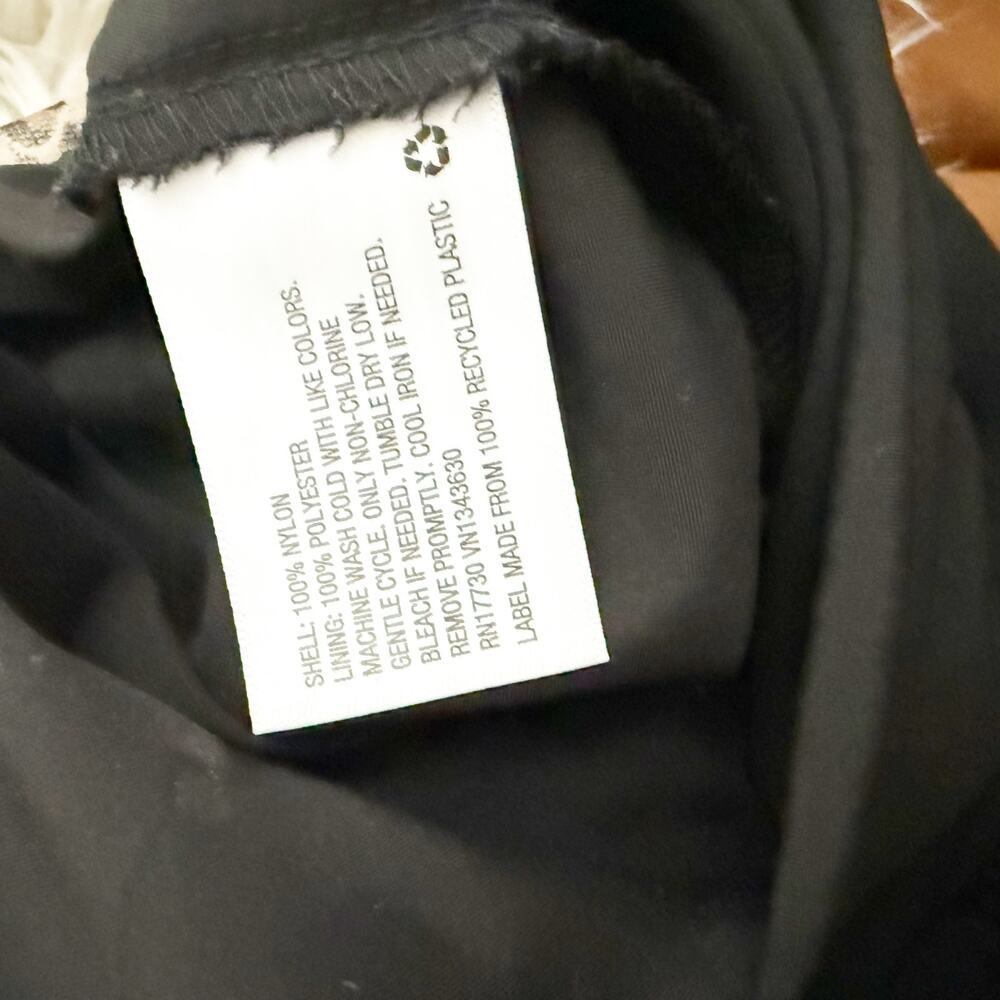 SHELL: 100% NYLON
LINING: 100% POLYESTER
MACHINE WASH COLD WITH LIKE COLORS.
GENTLE CYCLE. ONLY NON-CHLORINE
BLEACH IF NEEDED. TUMBLE DRY LOW.
REMOVE PROMPTLY. COOL IRON IF NEEDED.
RN17730 VN1343630
LABEL MADE FROM 100% RECYCLED PLASTIC